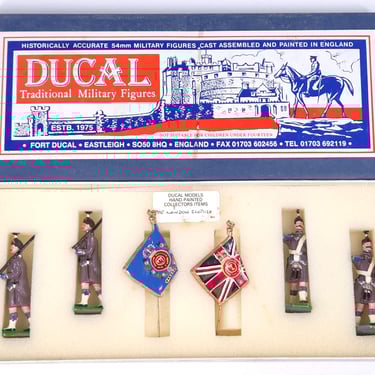 HISTORICALLY ACCURATE 54mm MILITARY FIGURES CAST ASSEMBLED AND PAINTED IN ENGLAND
DUCAL
Traditional Military Figures
ESTB. 1975
NOT SUITABLE FOR CHILDREN UNDER FOURTEEN
FORT DUCAL • EASTLEIGH • SO50 8HQ • ENGLAND • FAX 01703 602456 • TEL 01703 692119 •
DUCAL MODELS
HAND PAINTED
COLLECTORS ITEMS